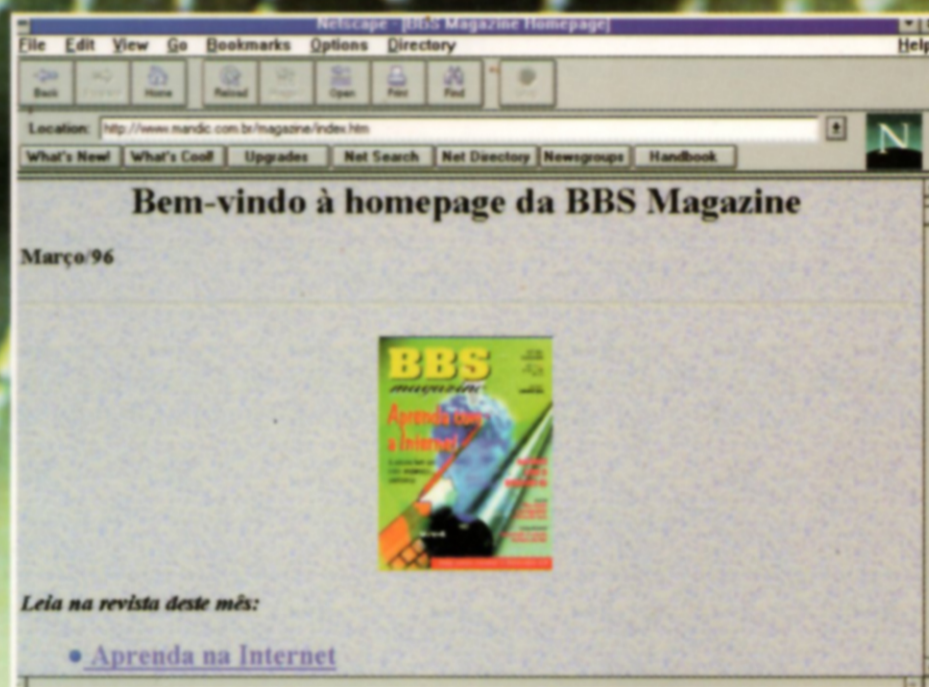 Netscape - [BBS Magazine Homepage]
File Edit View Go Bookmarks Options Directory Help
Back Home Reload Open Print Find
Location: http://www.mandic.com.br/magazine/index.htm
What's New! What's Cool! Upgrades Net Search Net Directory Newsgroups Handbook
N
Bem-vindo à homepage da BBS Magazine
Março/96
BBS
magazine
Aprenda com
a Internet
Leia na revista deste mês:
Aprenda na Internet